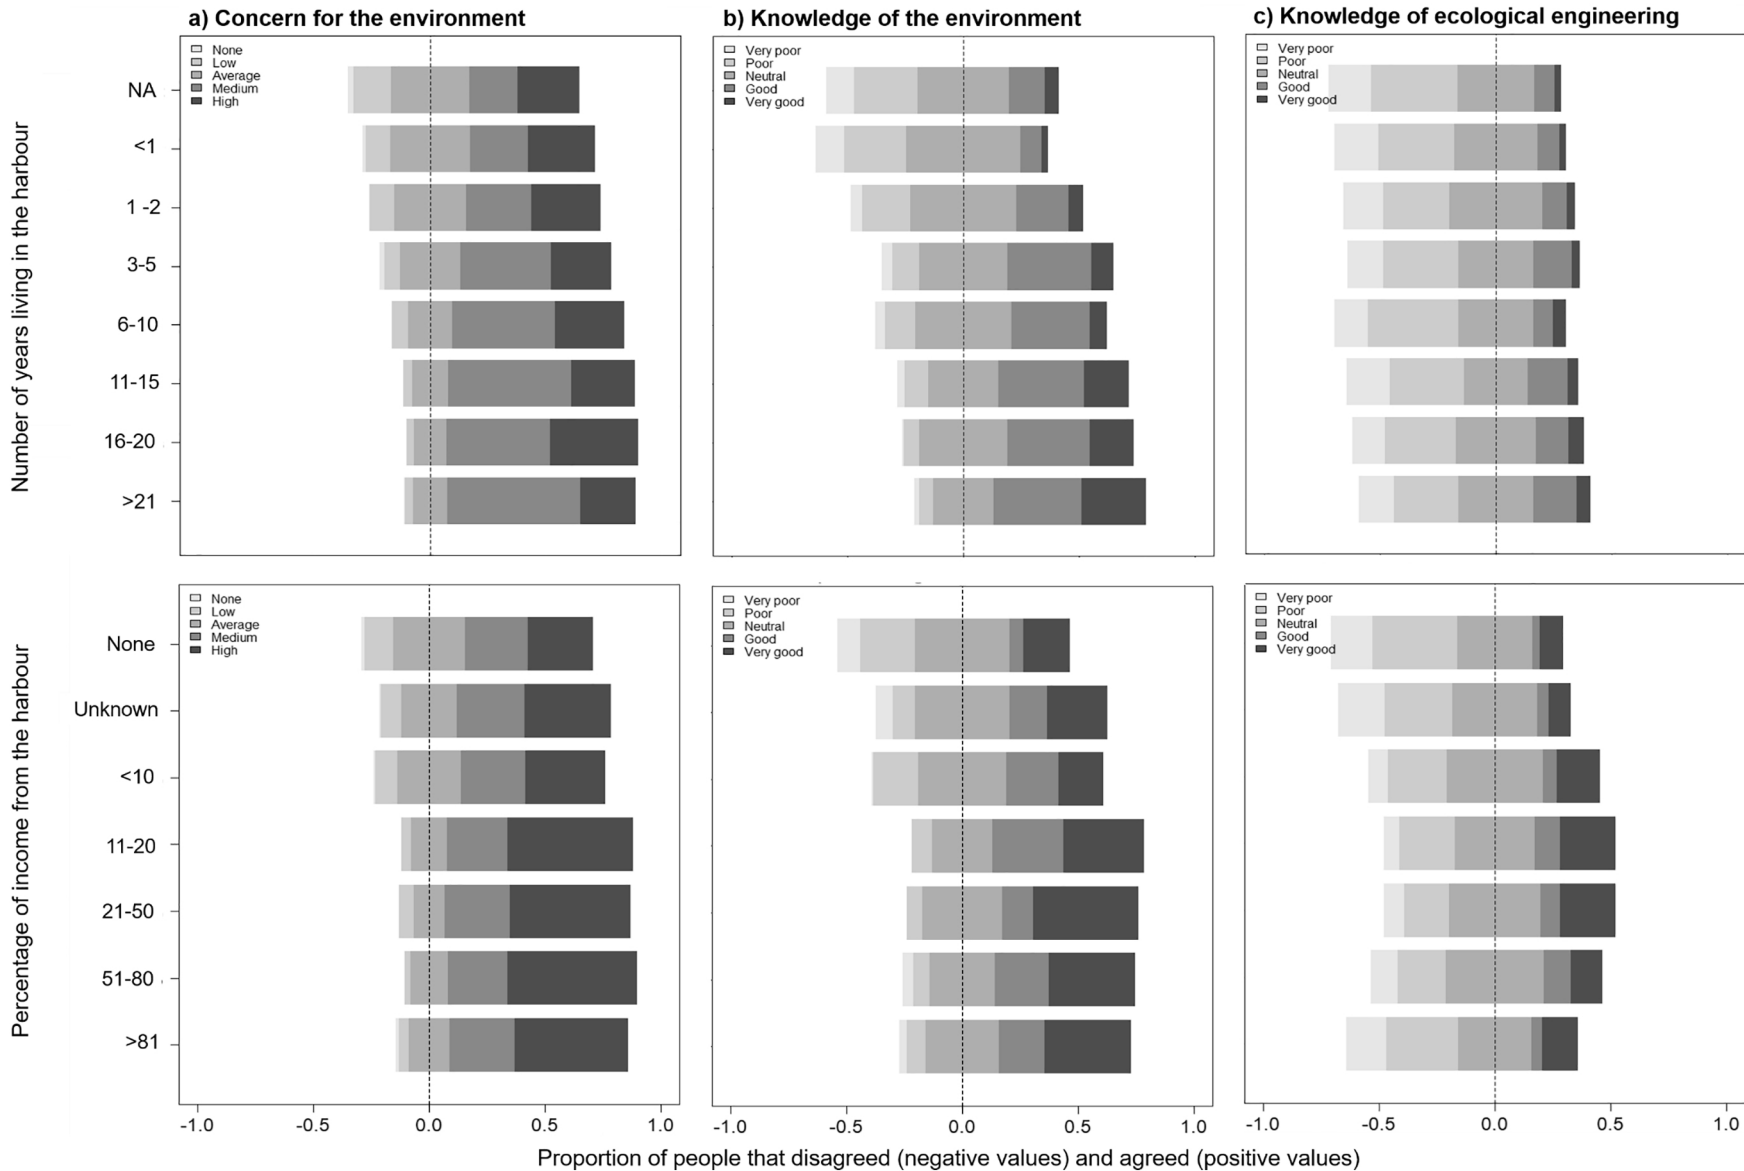 a) Concern for the environment
b) Knowledge of the environment
c) Knowledge of ecological engineering
Number of years living in the harbour
NA
<1
1 -2
3-5
6-10
11-15
16-20
>21
None
Low
Average
Medium
High
Very poor
Poor
Neutral
Good
Very good
Very poor
Poor
Neutral
Good
Very good
Percentage of income from the harbour
None
Unknown
<10
11-20
21-50
51-80
>81
None
Low
Average
Medium
High
Very poor
Poor
Neutral
Good
Very good
Very poor
Poor
Neutral
Good
Very good
-1.0 -0.5 0.0 0.5 1.0
-1.0 -0.5 0.0 0.5 1.0
-1.0 -0.5 0.0 0.5 1.0
Proportion of people that disagreed (negative values) and agreed (positive values)